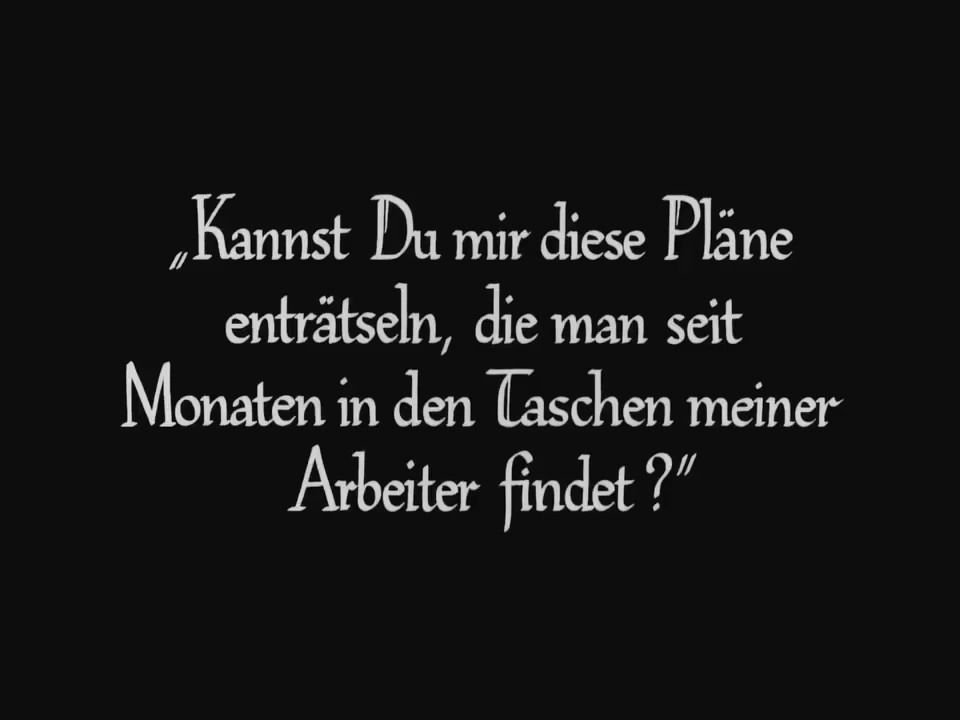 „Kannst Du mir diese Pläne
enträtseln, die man seit
Monaten in den Taschen meiner
Arbeiter findet?"